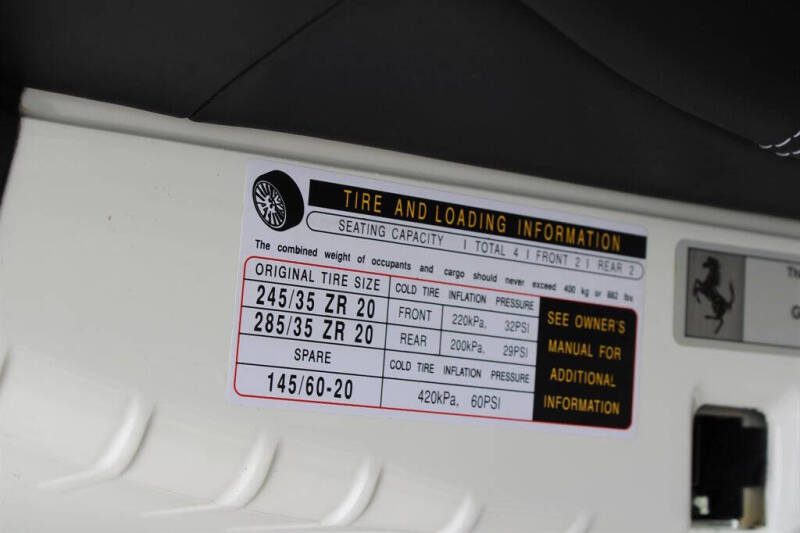 TIRE AND LOADING INFORMATION
SEATING CAPACITY | TOTAL 4 | FRONT 2 | REAR 2
The combined weight of occupants and cargo should never exceed 400 kg or 882 lbs
ORIGINAL TIRE SIZE COLD TIRE INFLATION PRESSURE
245/35 ZR 20 FRONT 220kPa, 32PSI
285/35 ZR 20 REAR 200kPa, 29PSI
SPARE COLD TIRE INFLATION PRESSURE
145/60-20 420kPa, 60PSI
SEE OWNER'S
MANUAL FOR
ADDITIONAL
INFORMATION